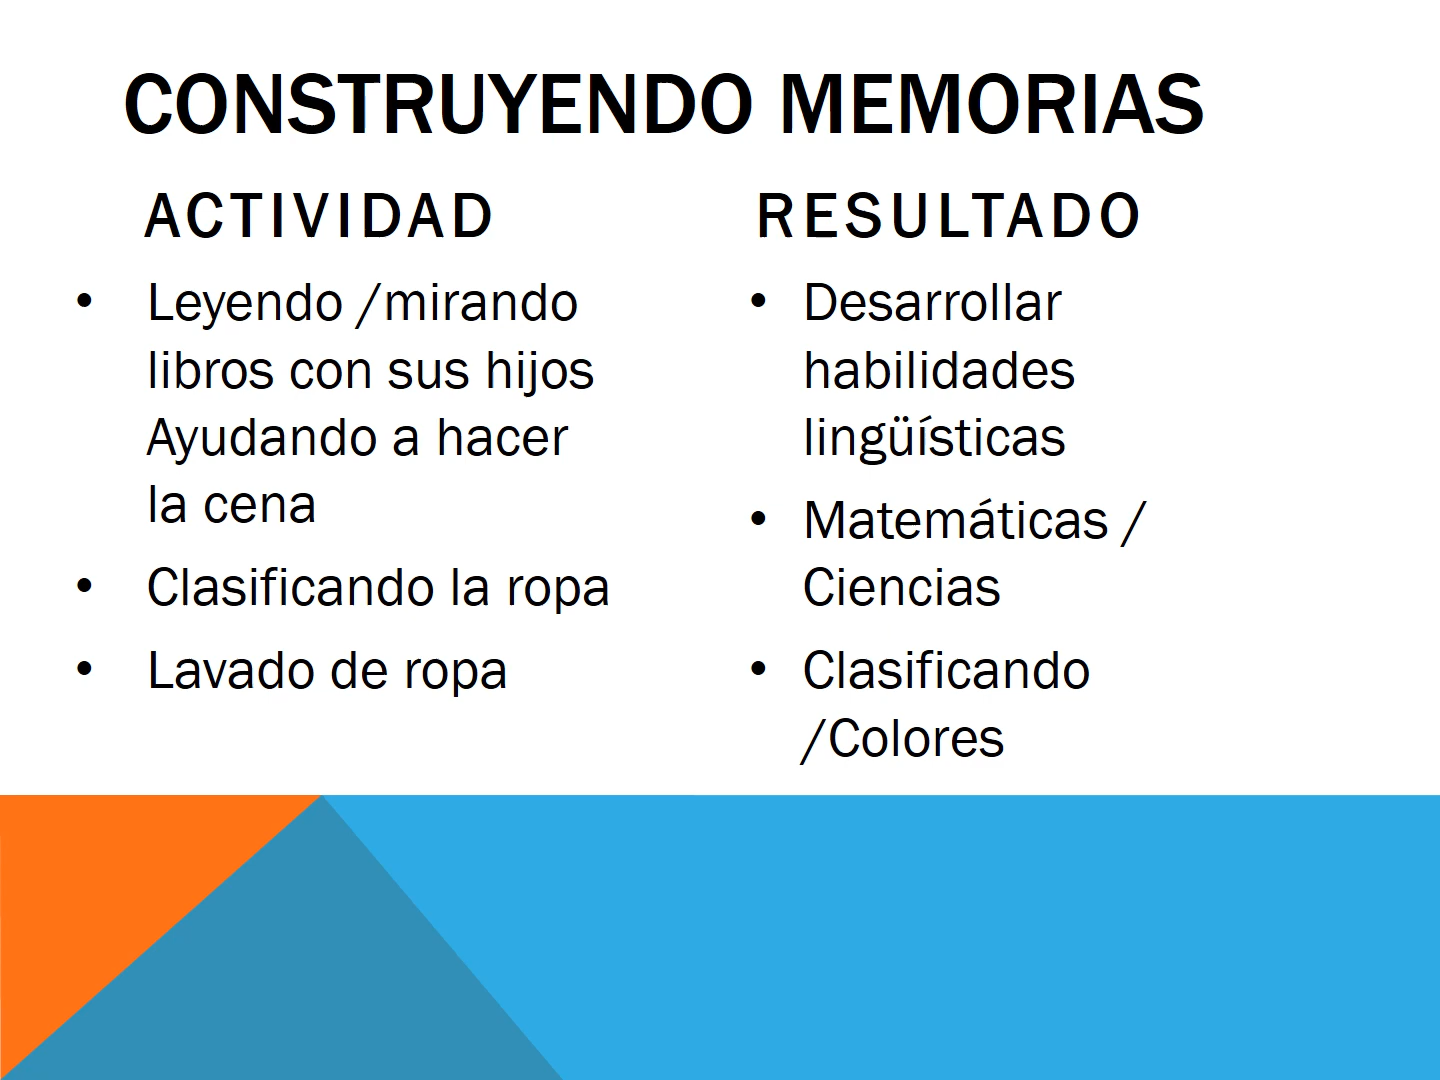 CONSTRUYENDO MEMORIAS
ACTIVIDAD
• Leyendo /mirando
libros con sus hijos
Ayudando a hacer
la cena
• Clasificando la ropa
• Lavado de ropa
RESULTADO
• Desarrollar
habilidades
lingüísticas
• Matemáticas /
Ciencias
• Clasificando
/Colores